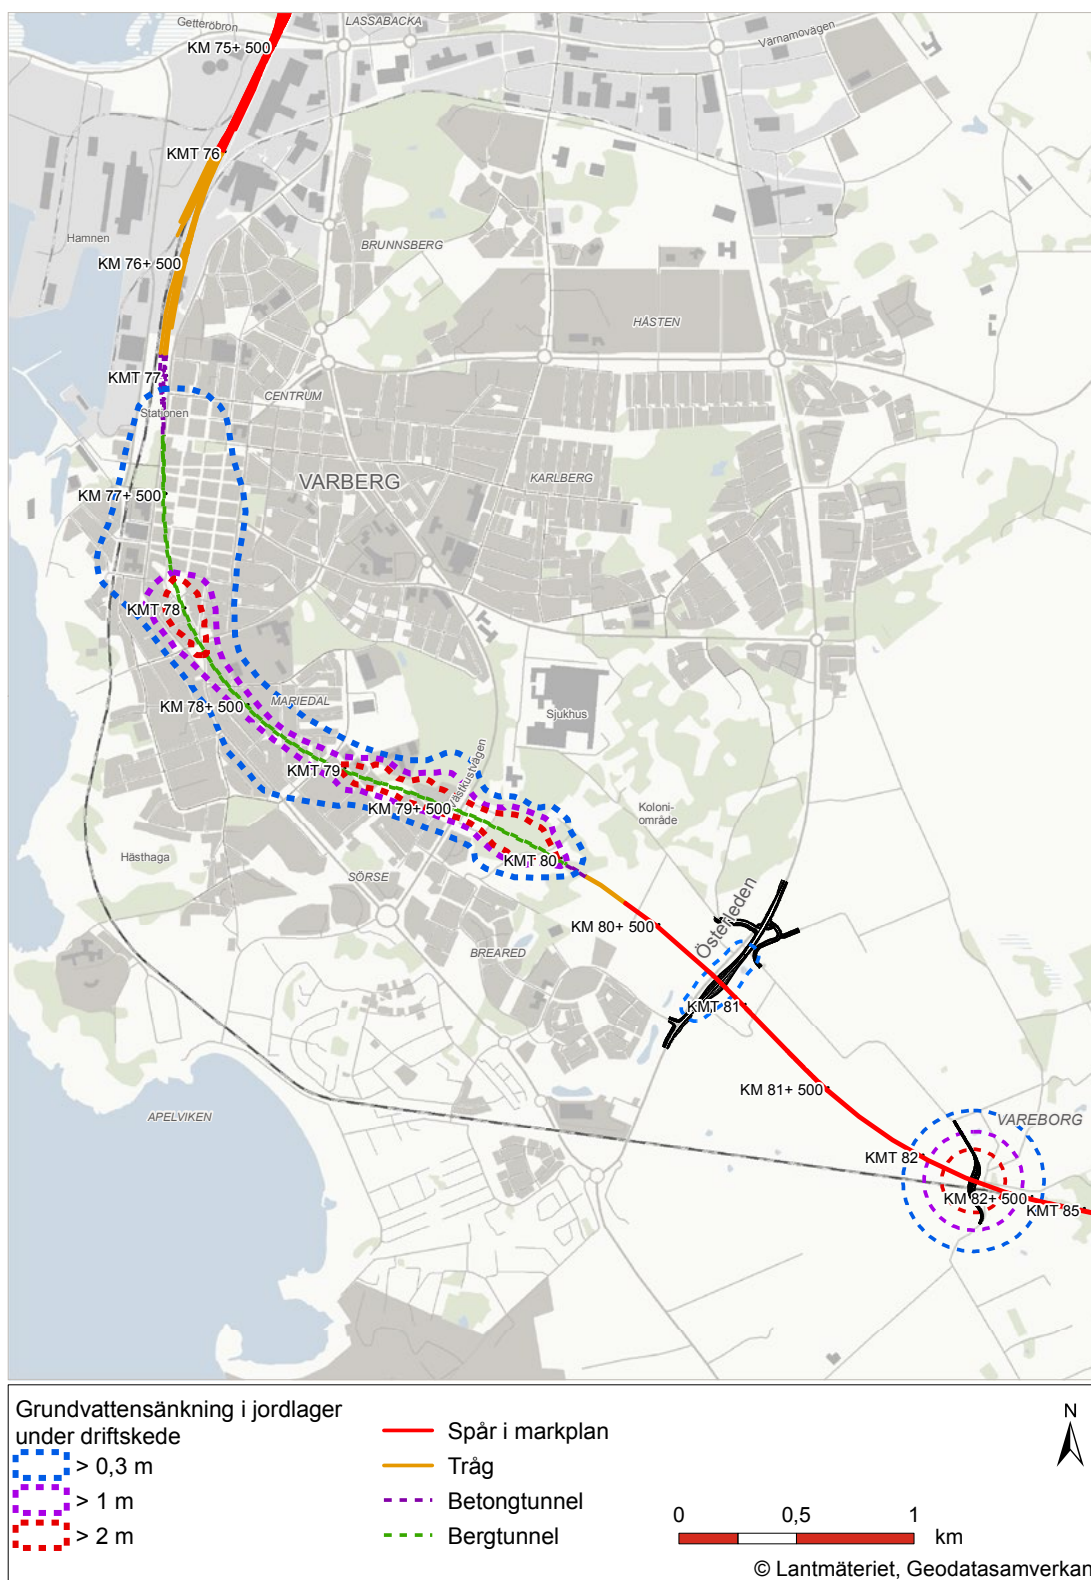 Getteröbron
LASSABACKA
Värnamovägen
KM 75+ 500
KMT 76
Hamnen
BRUNNSBERG
KM 76+ 500
HÅSTEN
KMT 77
CENTRUM
Stationen
VARBERG
KARLBERG
KM 77+ 500
KMT 78
MARIEDAL
KM 78+ 500
Sjukhus
KMT 79
Västkustvägen
KM 79+ 500
Koloni-
område
Hästhaga
KMT 80
SÖRSE
Österleden
KM 80+ 500
BREARED
KMT 81
KM 81+ 500
APELVIKEN
VAREBORG
KMT 82
KM 82+ 500
KMT 85
Grundvattensänkning i jordlager
under driftskede
> 0,3 m
> 1 m
> 2 m
Spår i markplan
Tråg
Betongtunnel
Bergtunnel
N
0 0,5 1
km
© Lantmäteriet, Geodatasamverkan